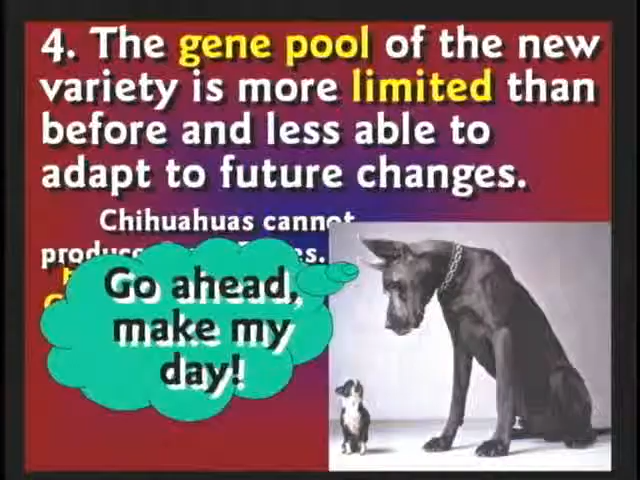 4. The gene pool of the new
variety is more limited than
before and less able to
adapt to future changes.
Chihuahuas cannot
Go ahead,
make my
day!